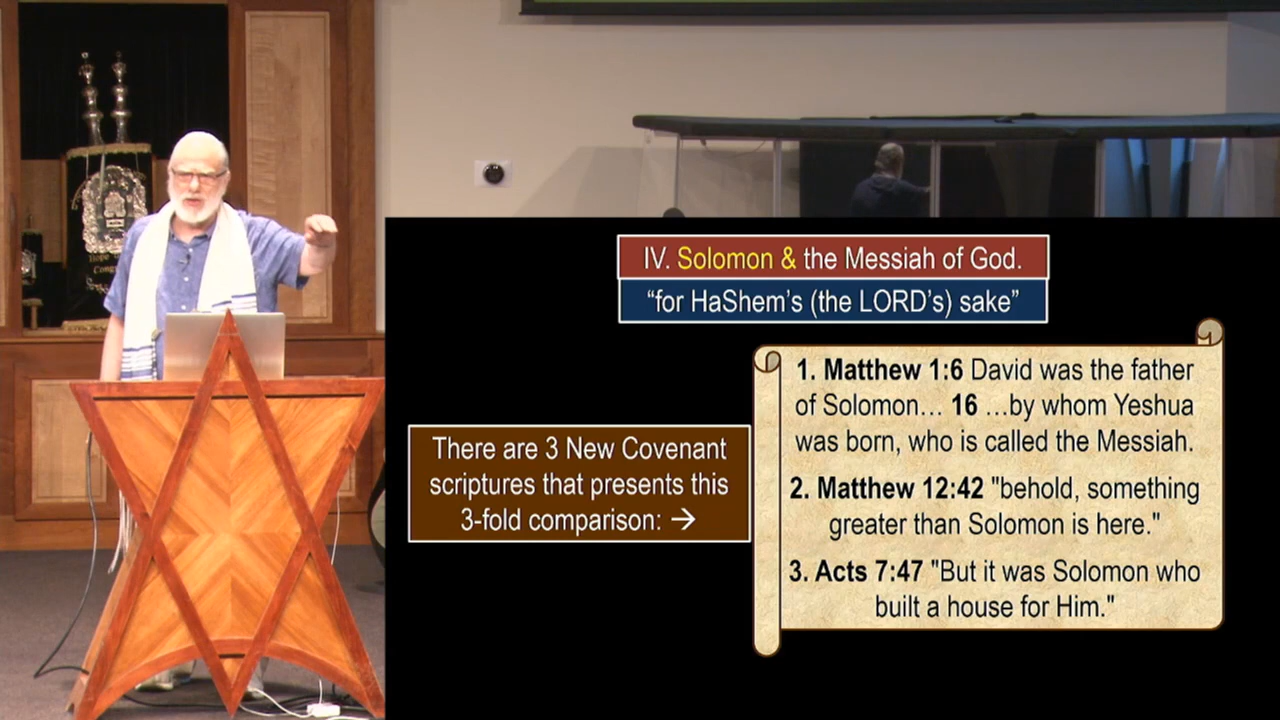 Hope
Cong
IV. Solomon & the Messiah of God.
“for HaShem’s (the LORD’s) sake”
There are 3 New Covenant
scriptures that presents this
3-fold comparison: →
1. Matthew 1:6 David was the father
of Solomon… 16 …by whom Yeshua
was born, who is called the Messiah.
2. Matthew 12:42 "behold, something
greater than Solomon is here."
3. Acts 7:47 "But it was Solomon who
built a house for Him."